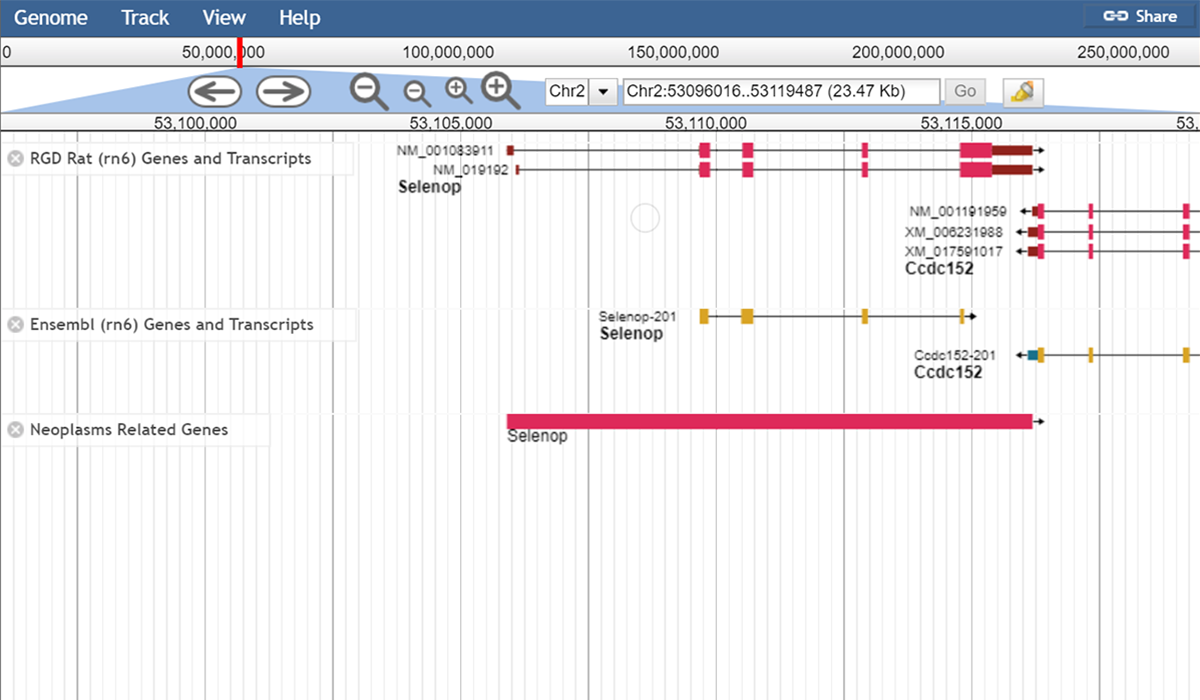 Genome Track View Help Share
0 50,000,000 100,000,000 150,000,000 200,000,000 250,000,000
Chr2 Chr2:53096016..53119487 (23.47 Kb) Go
53,100,000 53,105,000 53,110,000 53,115,000 53,
RGD Rat (rn6) Genes and Transcripts
NM_001083911
NM_019192
Selenop
NM_001191959
XM_006231988
XM_017591017
Ccdc152
Ensembl (rn6) Genes and Transcripts
Selenop-201
Selenop
Ccdc152-201
Ccdc152
Neoplasms Related Genes
Selenop